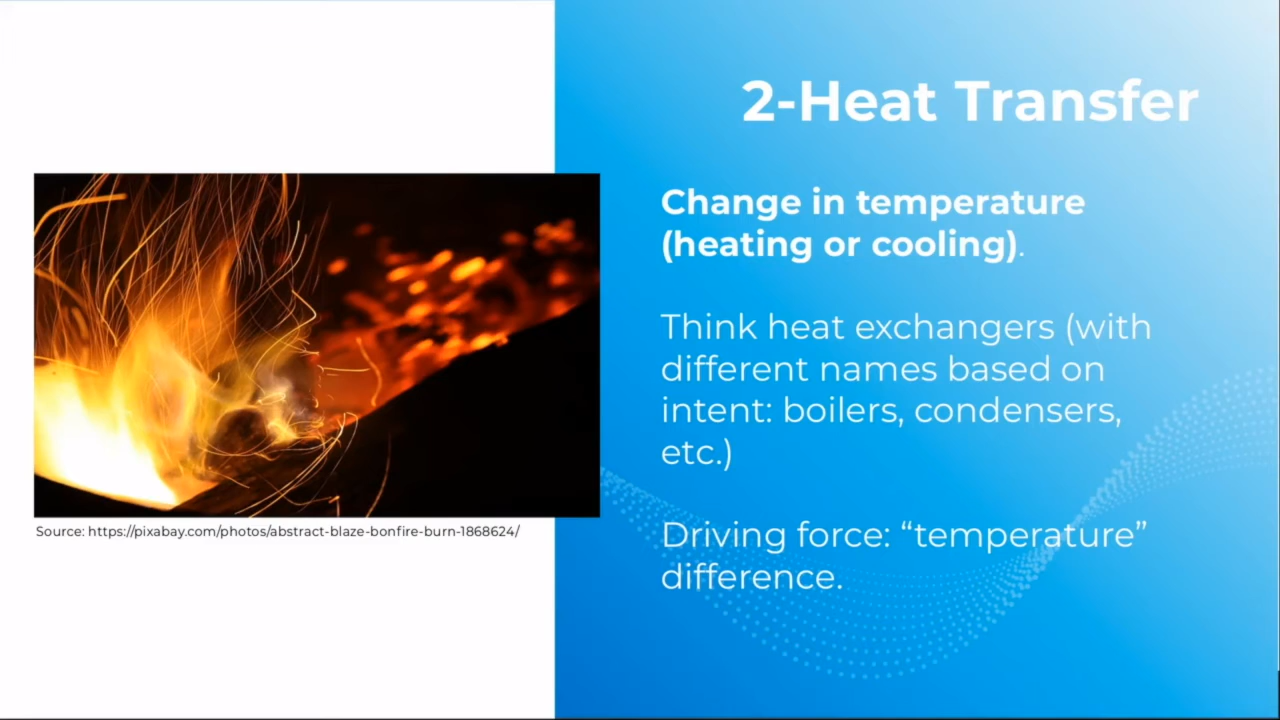 2-Heat Transfer
Change in temperature
(heating or cooling).
Think heat exchangers (with
different names based on
intent: boilers, condensers,
etc.)
Driving force: “temperature”
difference.
Source: https://pixabay.com/photos/abstract-blaze-bonfire-burn-1868624/